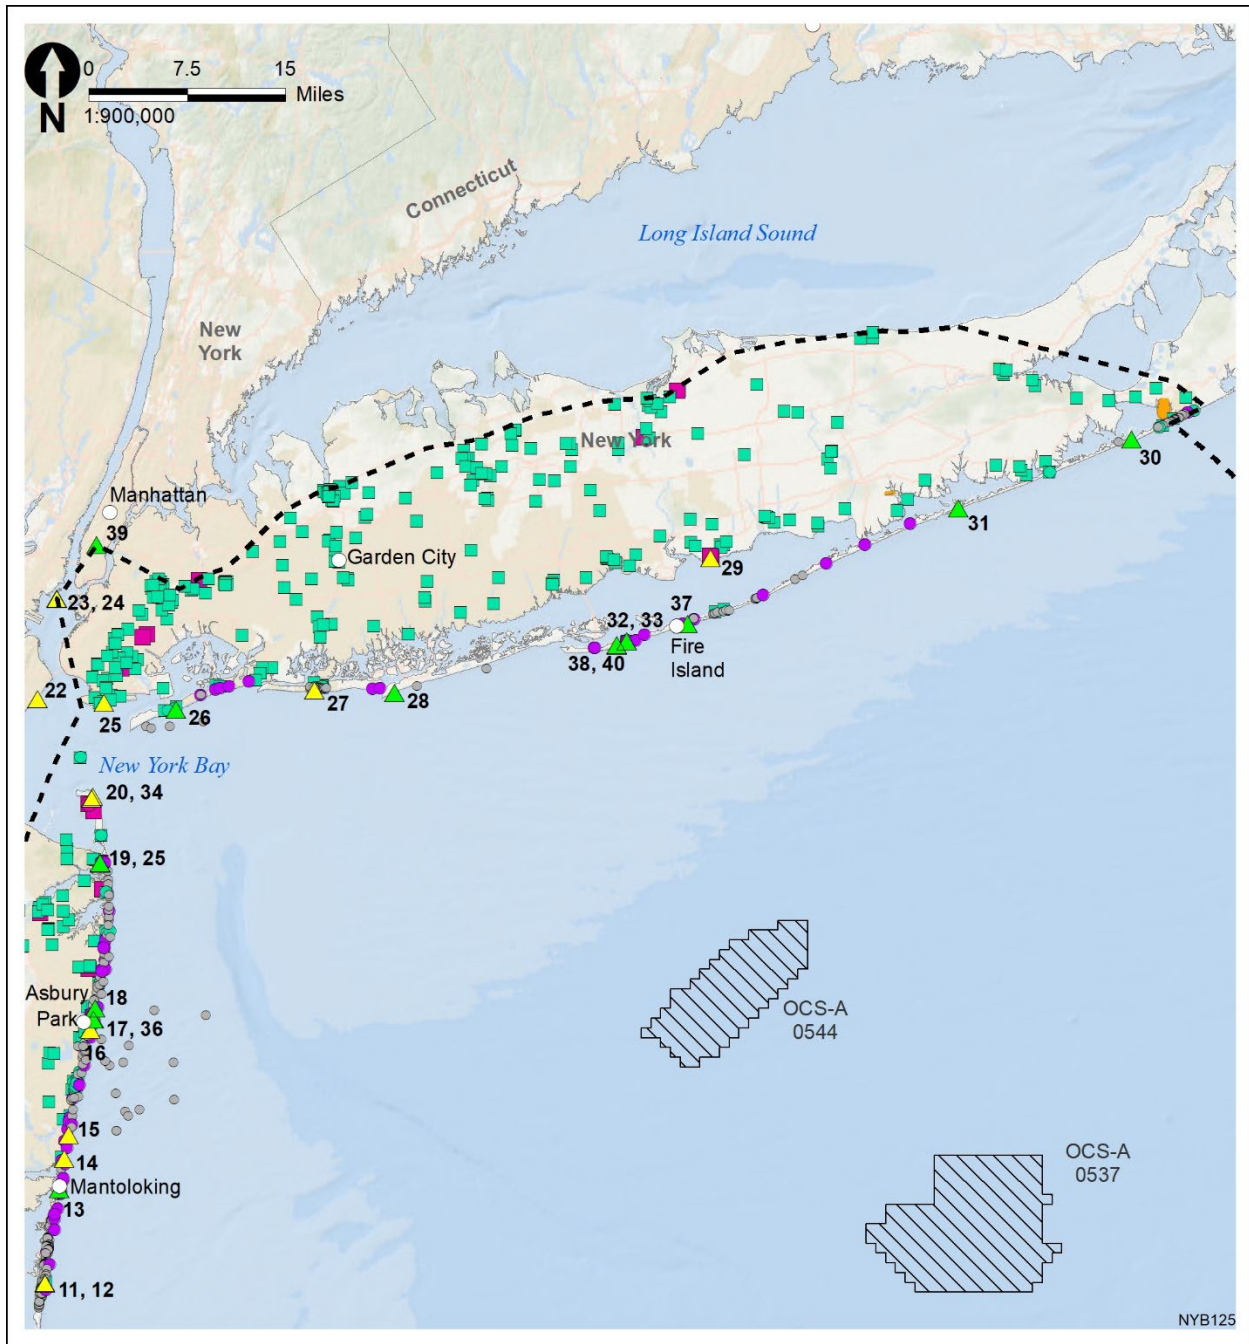 0 7.5 15
Miles
1:900,000
N
Connecticut
Long Island Sound
New
York
New York
30
Manhattan
39
31
Garden City
29
23, 24
32, 33
37
38, 40
Fire
Island
22
25
26
27
28
New York Bay
20, 34
19, 25
Asbury
Park
18
17, 36
16
OCS-A
0544
15
14
Mantoloking
13
OCS-A
0537
11, 12
NYB125